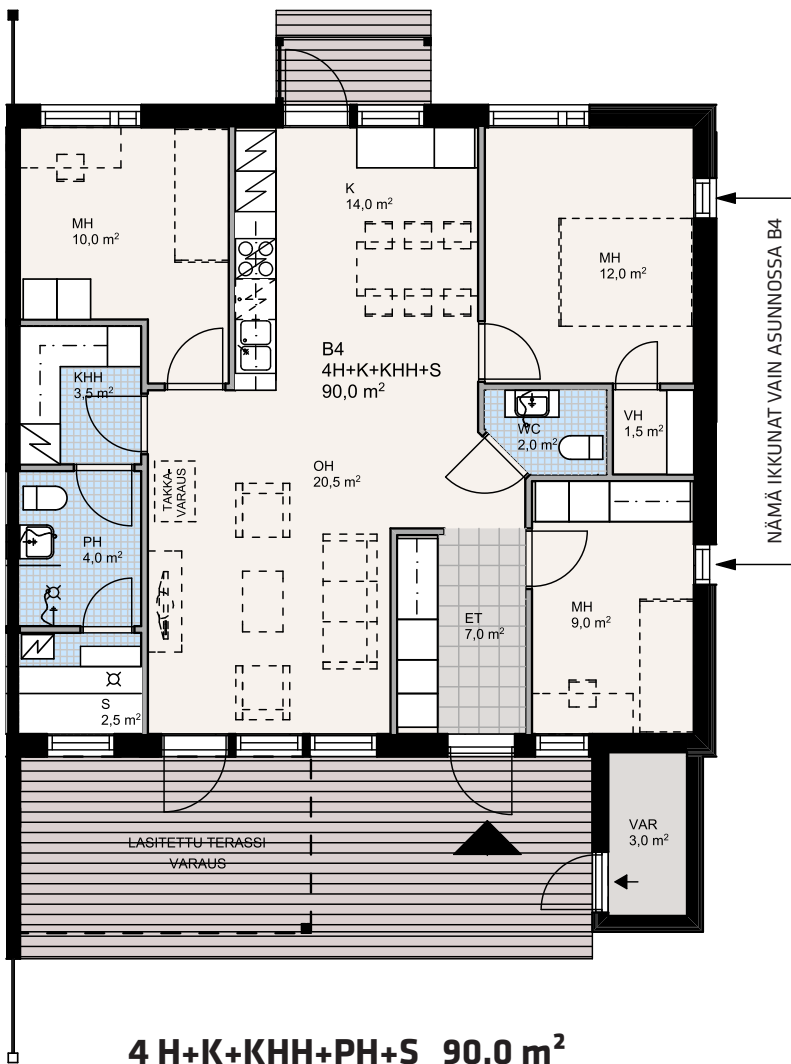 K
14,0 m²
MH
10,0 m²
MH
12,0 m²
NÄMÄ IKKUNAT VAIN ASUNNOSSA B4
B4
4H+K+KHH+S
90,0 m²
KHH
3,5 m²
WC
2,0 m²
VH
1,5 m²
OH
20,5 m²
TAKKA-
VARAUS
PH
4,0 m²
ET
7,0 m²
MH
9,0 m²
S
2,5 m²
LASITETTU TERASSI
VARAUS
VAR
3,0 m²
4 H+K+KHH+PH+S 90,0 m²